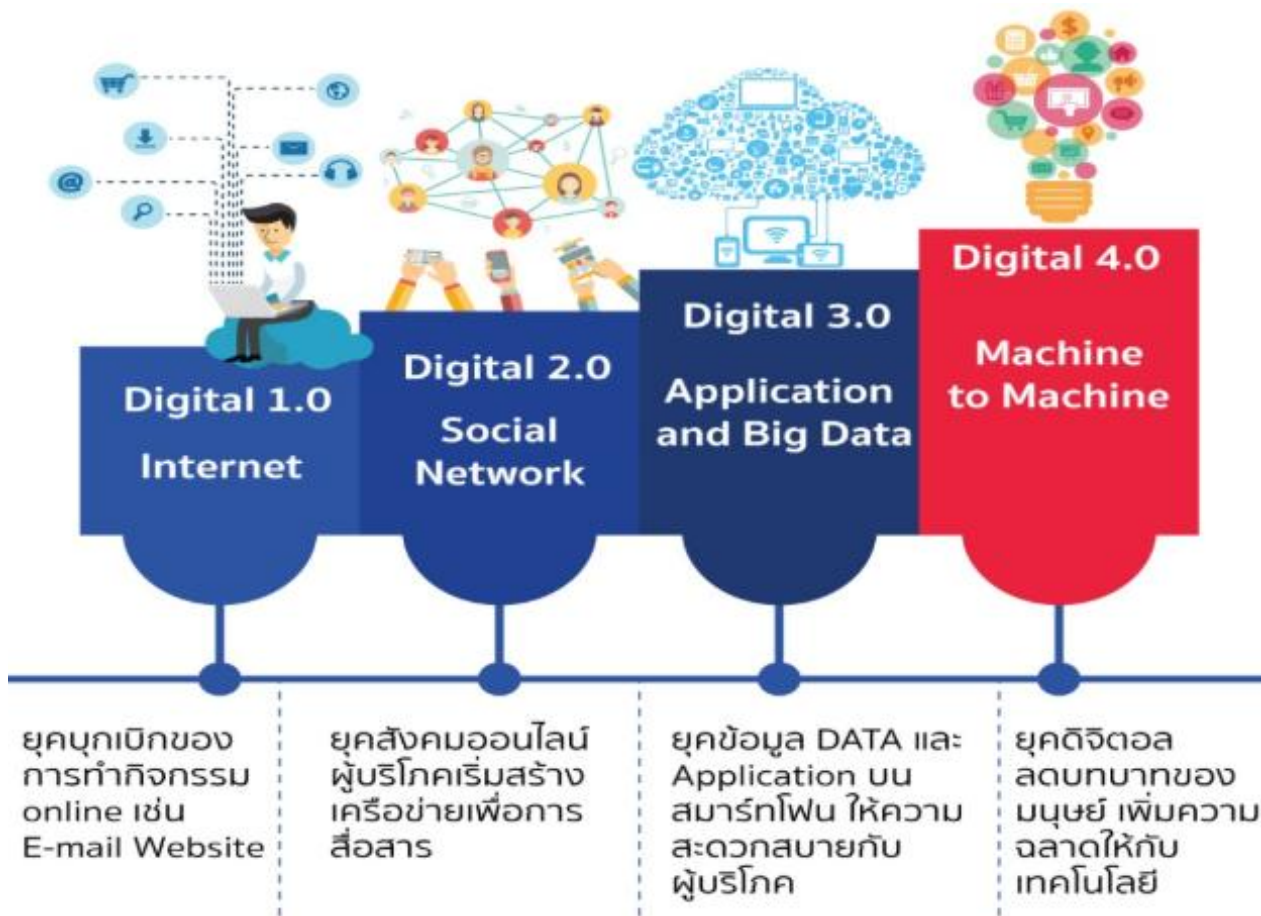 Digital 1.0
Internet
Digital 2.0
Social
Network
Digital 3.0
Application
and Big Data
Digital 4.0
Machine
to Machine
ยุคบุกเบิกของ
การทำกิจกรรม
online เช่น
E-mail Website
ยุคสังคมออนไลน์
ผู้บริโภคเริ่มสร้าง
เครือข่ายเพื่อการ
สื่อสาร
ยุคข้อมูล DATA และ
Application บน
สมาร์ทโฟน ให้ความ
สะดวกสบายกับ
ผู้บริโภค
ยุคดิจิตอล
ลดบทบาทของ
มนุษย์ เพิ่มความ
ฉลาดให้กับ
เทคโนโลยี